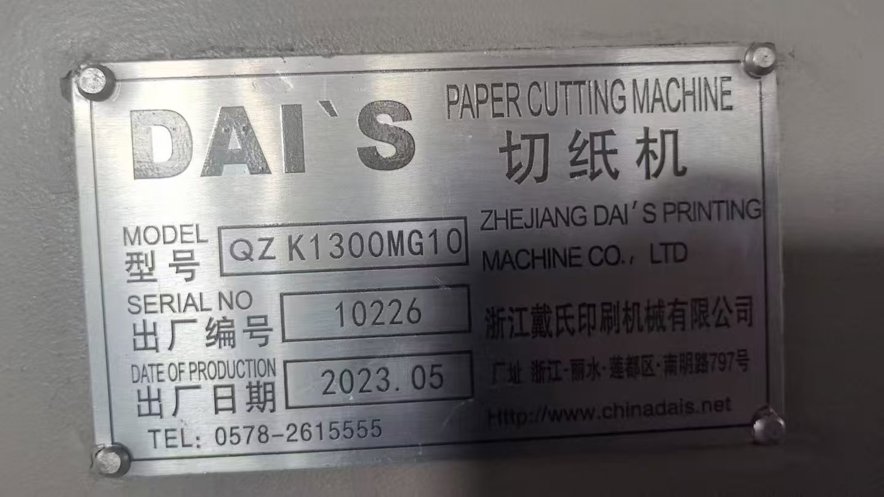 DAI`S
PAPER CUTTING MACHINE
切纸机
MODEL
型号
QZ K1300MG10
ZHEJIANG DAI'S PRINTING
MACHINE CO., LTD
SERIAL NO
出厂编号
10226
浙江戴氏印刷机械有限公司
DATE OF PRODUCTION
出厂日期
2023.05
厂址 浙江-丽水-莲都区-南明路797号
TEL: 0578-2615555
Http://www.chinadais.net